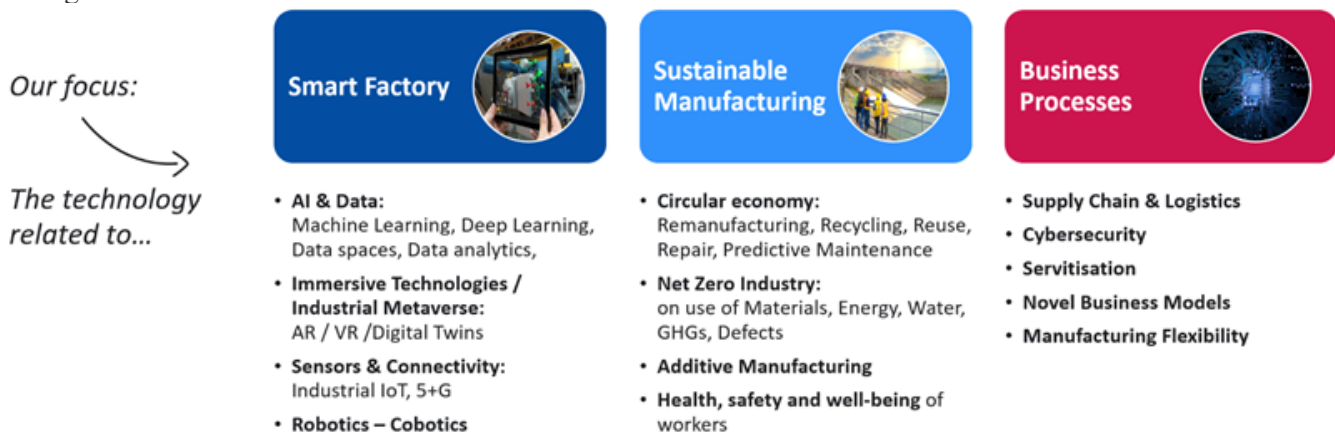 Our focus:
The technology
related to...
Smart Factory
• AI & Data:
Machine Learning, Deep Learning,
Data spaces, Data analytics,
• Immersive Technologies /
Industrial Metaverse:
AR / VR /Digital Twins
• Sensors & Connectivity:
Industrial IoT, 5+G
• Robotics – Cobotics
Sustainable
Manufacturing
• Circular economy:
Remanufacturing, Recycling, Reuse,
Repair, Predictive Maintenance
• Net Zero Industry:
on use of Materials, Energy, Water,
GHGs, Defects
• Additive Manufacturing
• Health, safety and well-being of
workers
Business
Processes
• Supply Chain & Logistics
• Cybersecurity
• Servitisation
• Novel Business Models
• Manufacturing Flexibility